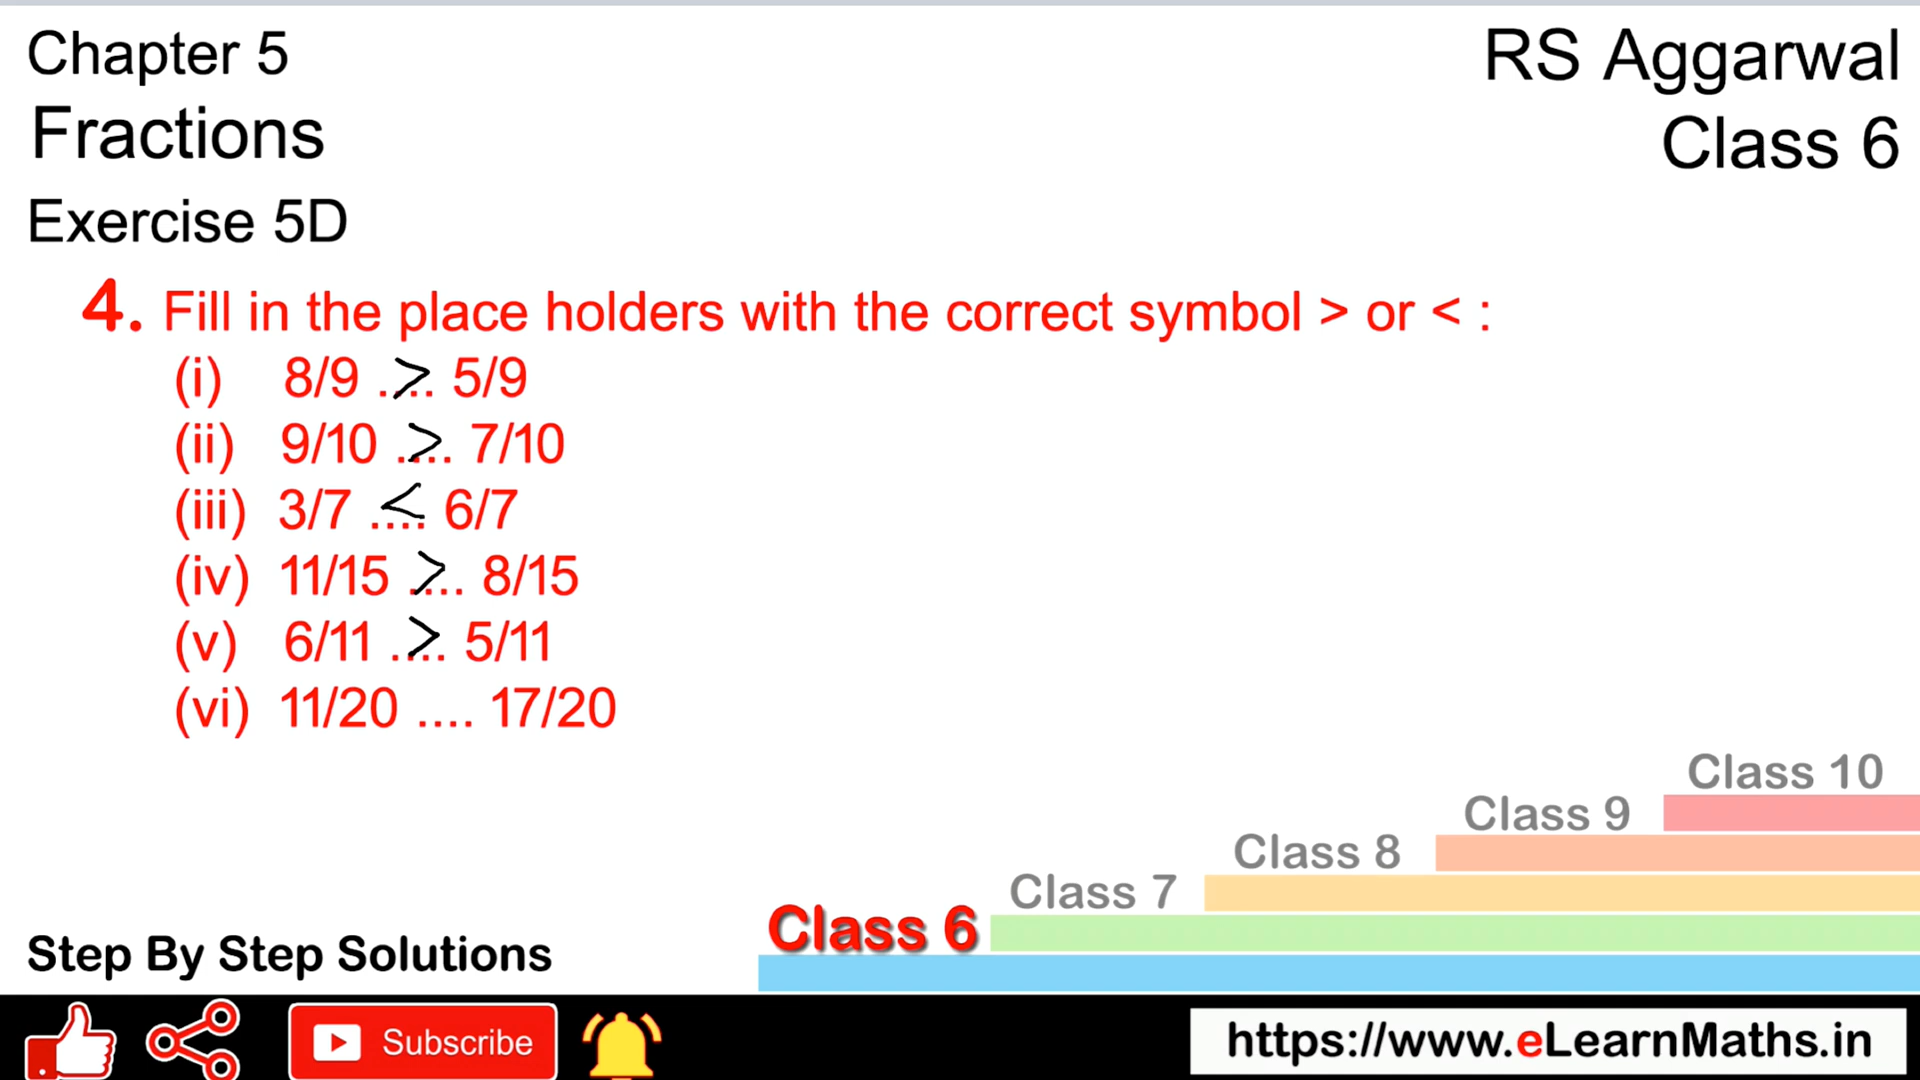 Chapter 5
RS Aggarwal
Fractions
Class 6
Exercise 5D
4. Fill in the place holders with the correct symbol > or < :
(i) 8/9 .>.. 5/9
(ii) 9/10 .>.. 7/10
(iii) 3/7 .<.. 6/7
(iv) 11/15 .>.. 8/15
(v) 6/11 .>.. 5/11
(vi) 11/20 .... 17/20
Class 10
Class 9
Class 8
Class 7
Class 6
Step By Step Solutions
Subscribe
https://www.eLearnMaths.in